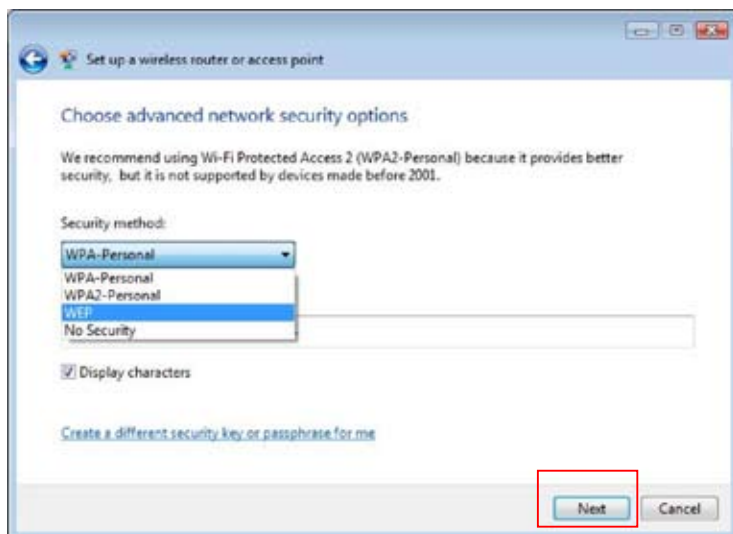 Set up a wireless router or access point
Choose advanced network security options
We recommend using Wi-Fi Protected Access 2 (WPA2-Personal) because it provides better
security, but it is not supported by devices made before 2001.
Security method:
WPA-Personal
WPA-Personal
WPA2-Personal
WEP
No Security
Display characters
Create a different security key or passphrase for me
Next
Cancel